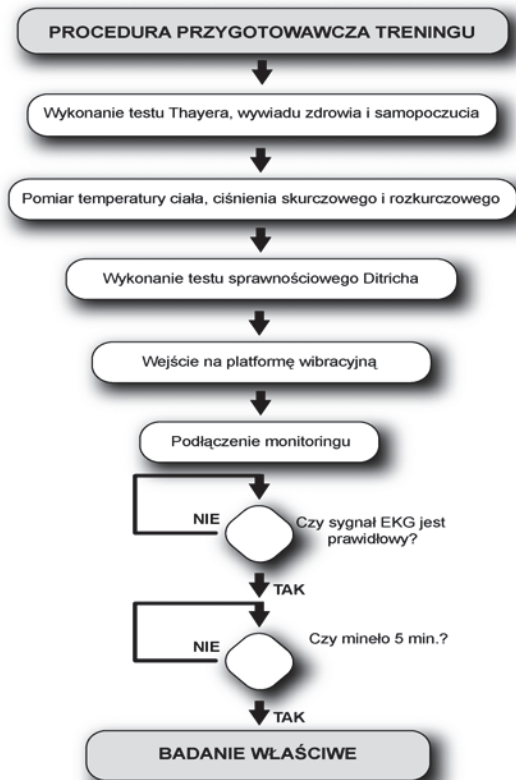 PROCEDURA PRZYGOTOWAWCZA TRENINGU
Wykonanie testu Thayera, wywiadu zdrowia i samopoczucia
Pomiar temperatury ciała, ciśnienia skurczowego i rozkurczowego
Wykonanie testu sprawnościowego Ditricha
Wejście na platformę wibracyjną
Podłączenie monitoringu
NIE
Czy sygnał EKG jest
prawidłowy?
TAK
NIE
Czy mineło 5 min.?
TAK
BADANIE WŁAŚCIWE